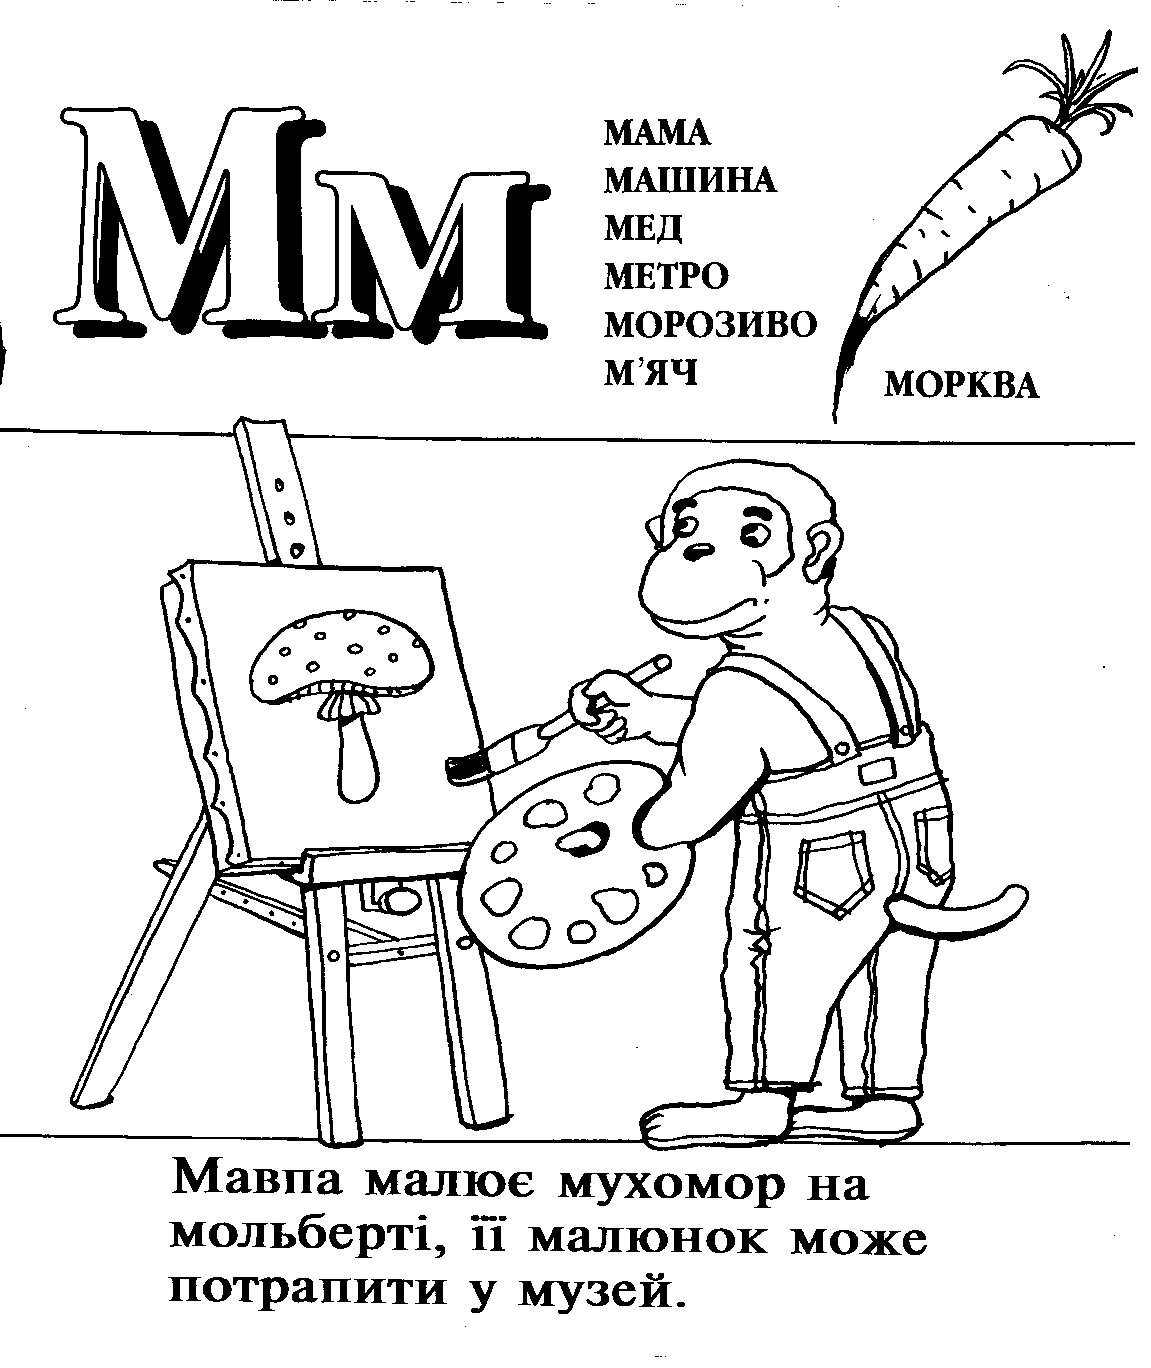 Мм
МАМА
МАШИНА
МЕД
МЕТРО
МОРОЗИВО
М’ЯЧ
МОРКВА
Мавпа малює мухомор на
мольберті, її малюнок може
потрапити у музей.